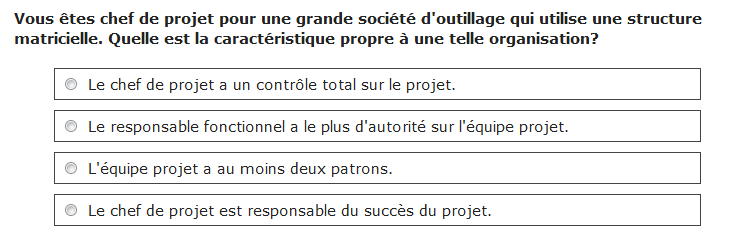 Vous êtes chef de projet pour une grande société d'outillage qui utilise une structure
matricielle. Quelle est la caractéristique propre à une telle organisation?
Le chef de projet a un contrôle total sur le projet.
Le responsable fonctionnel a le plus d'autorité sur l'équipe projet.
L'équipe projet a au moins deux patrons.
Le chef de projet est responsable du succès du projet.